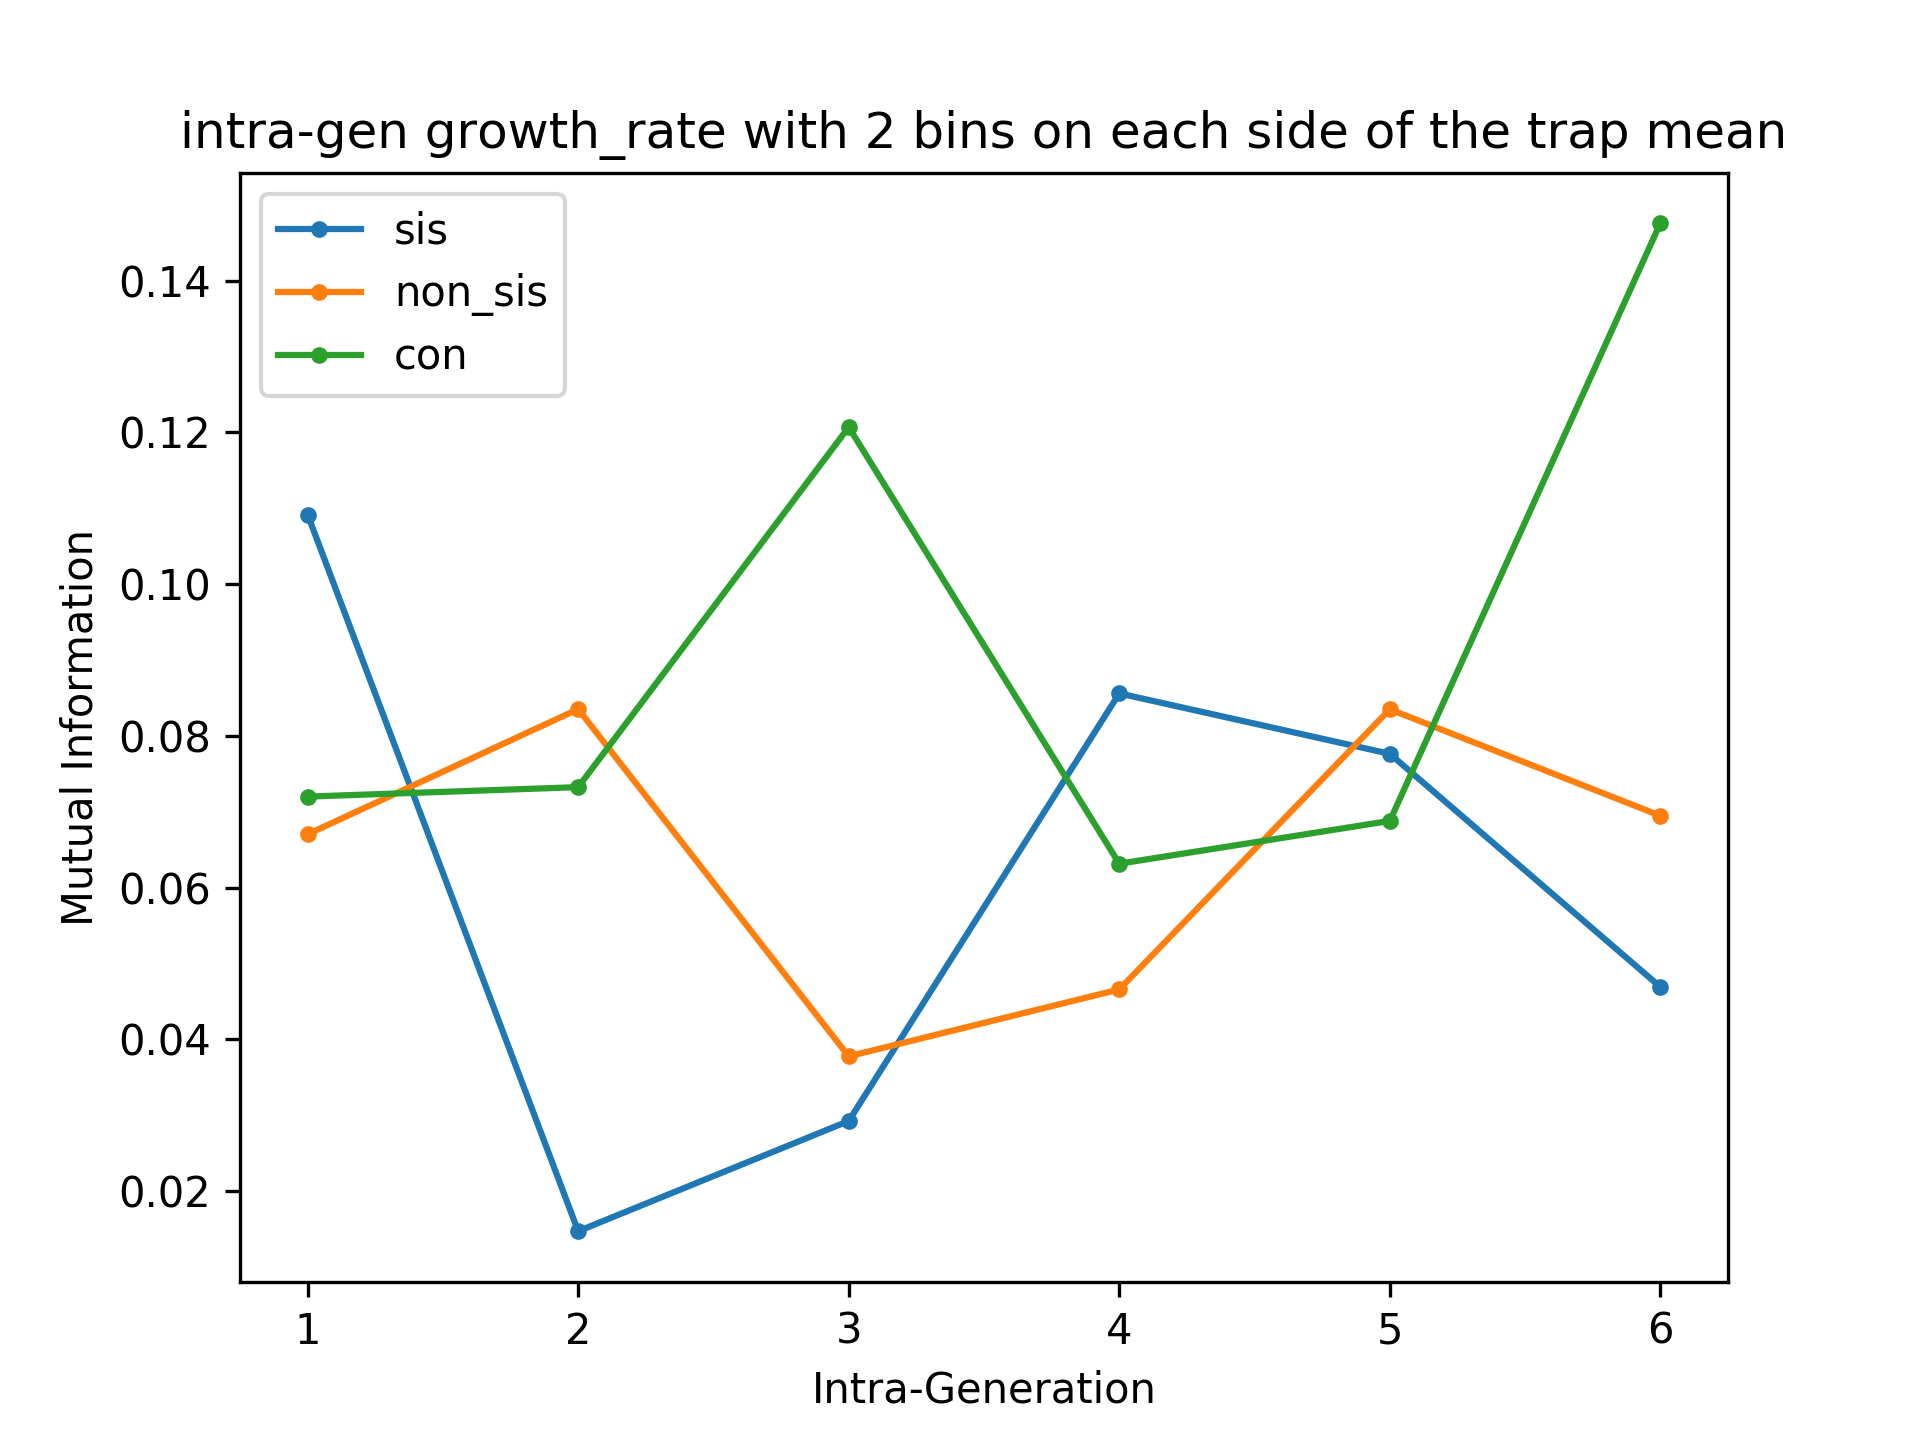 intra-gen growth_rate with 2 bins on each side of the trap mean
sis
non_sis
con
0.14
0.12
0.10
0.08
0.06
0.04
0.02
Mutual Information
1 2 3 4 5 6
Intra-Generation